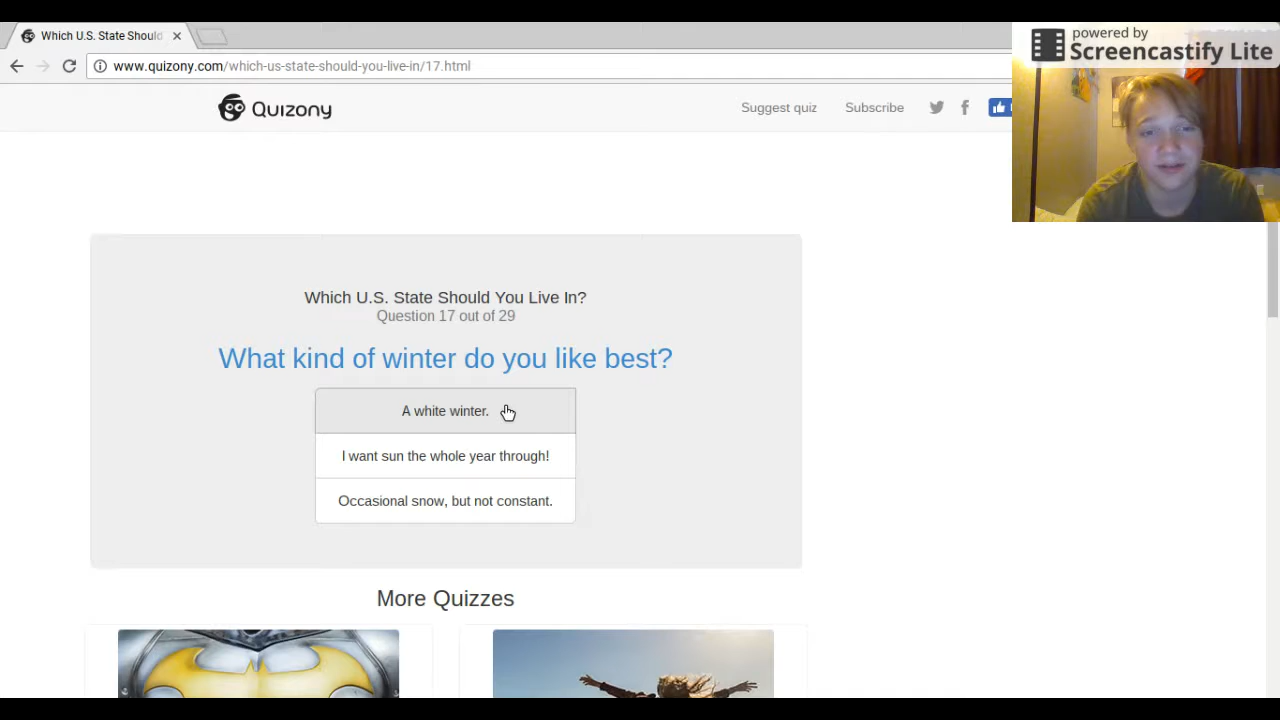 Which U.S. State Should
powered by
Screencastify Lite
www.quizony.com/which-us-state-should-you-live-in/17.html
Quizony
Suggest quiz
Subscribe
Which U.S. State Should You Live In?
Question 17 out of 29
What kind of winter do you like best?
A white winter.
I want sun the whole year through!
Occasional snow, but not constant.
More Quizzes